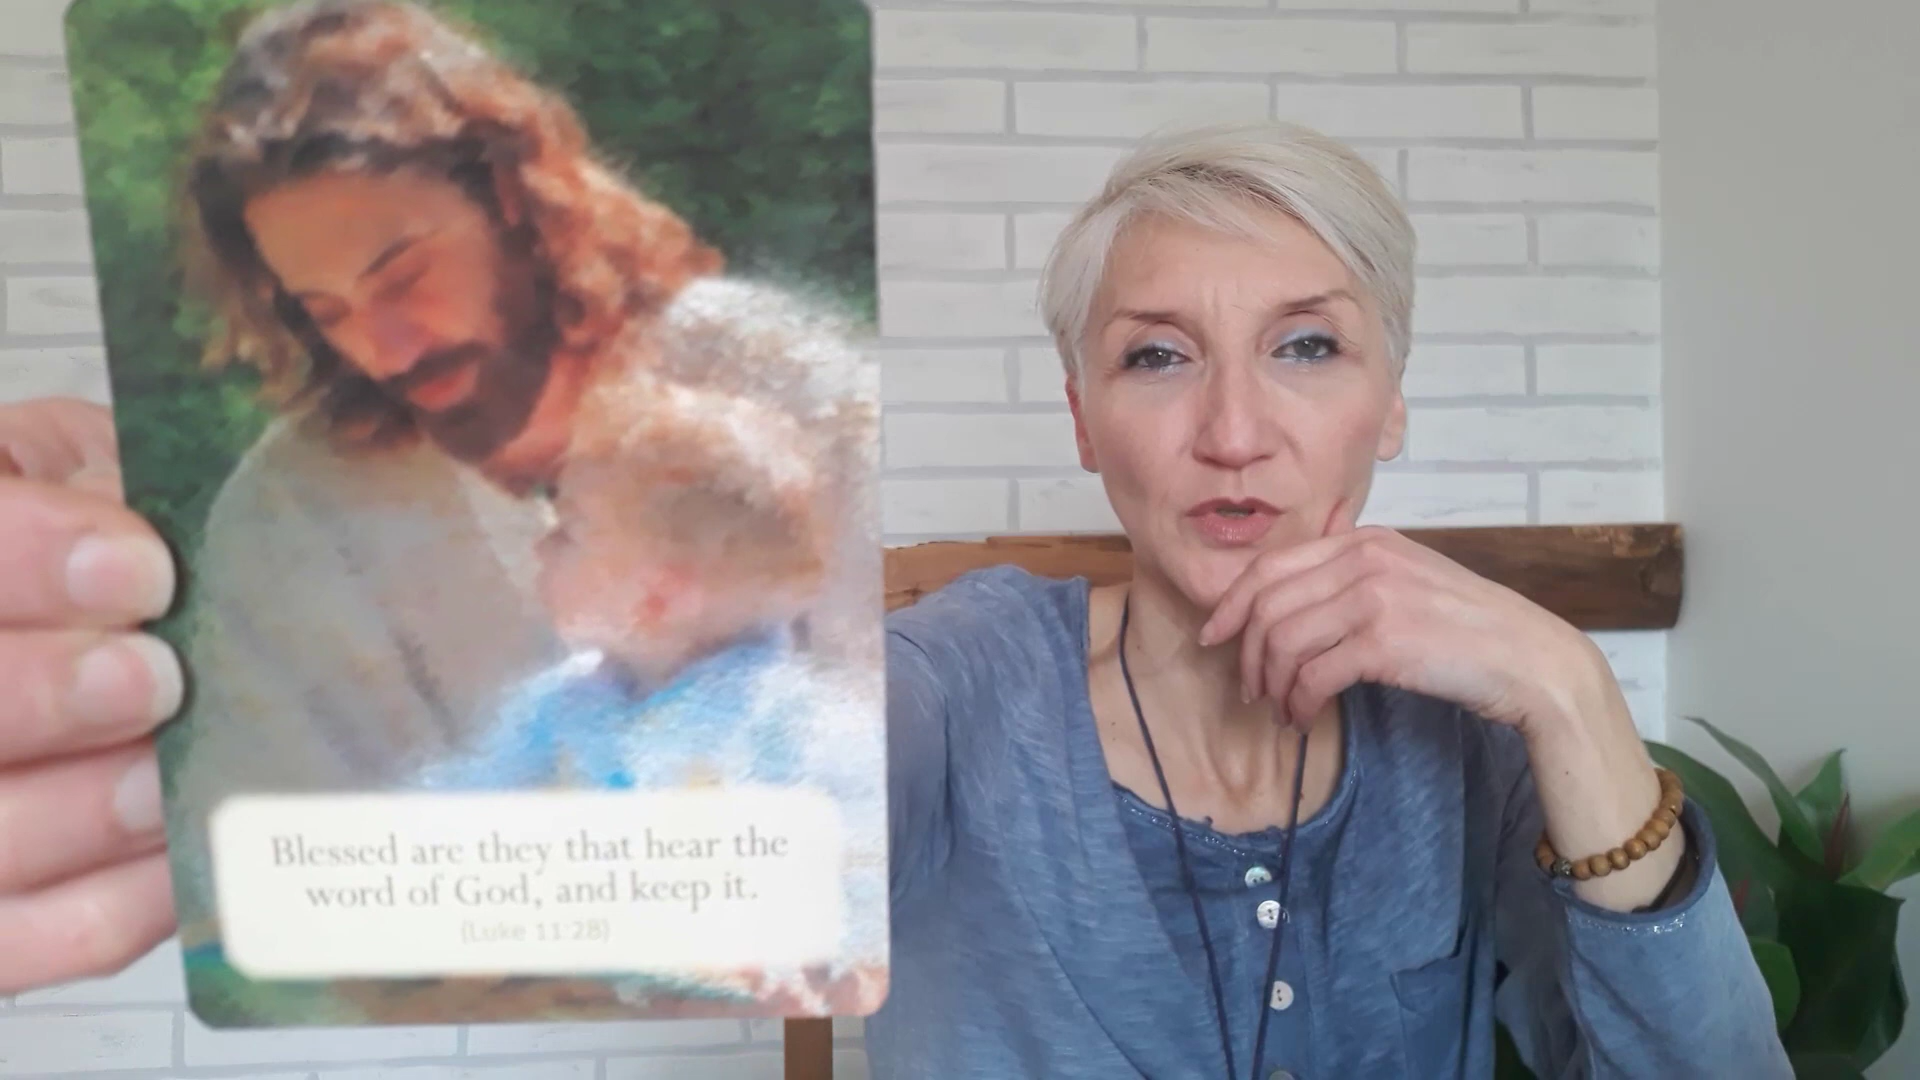 Blessed are they that hear the
word of God, and keep it.
(Luke 11:28)